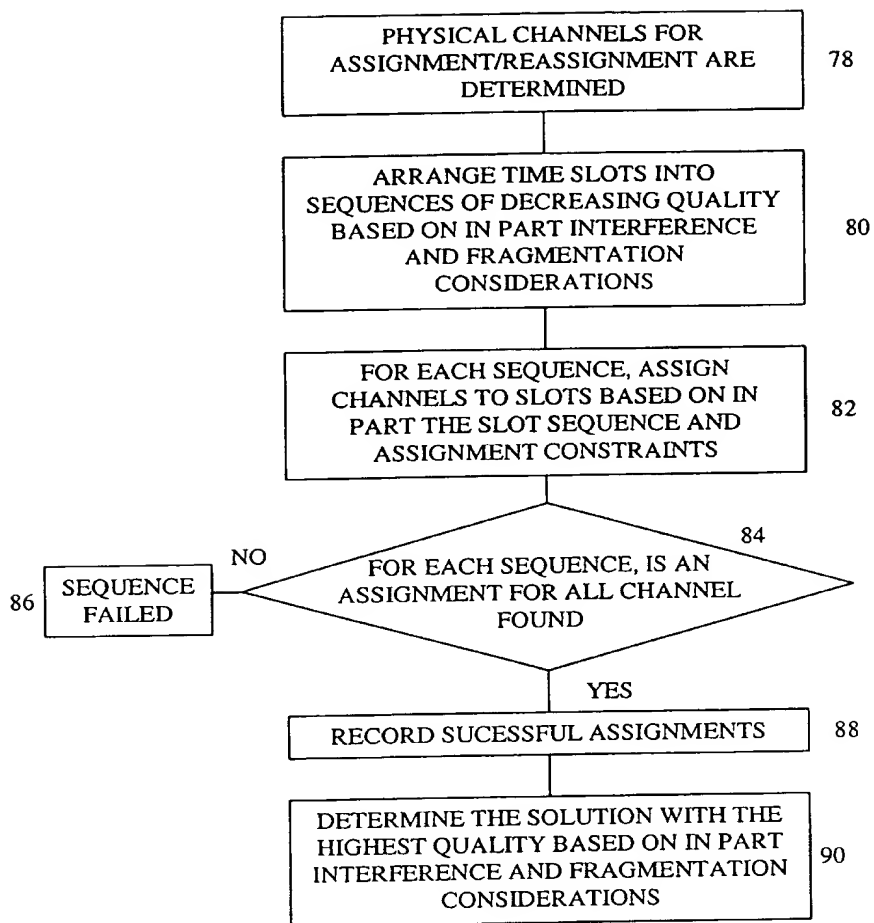 PHYSICAL CHANNELS FOR
ASSIGNMENT/REASSIGNMENT ARE
DETERMINED
78
ARRANGE TIME SLOTS INTO
SEQUENCES OF DECREASING QUALITY
BASED ON IN PART INTERFERENCE
AND FRAGMENTATION
CONSIDERATIONS
80
FOR EACH SEQUENCE, ASSIGN
CHANNELS TO SLOTS BASED ON IN
PART THE SLOT SEQUENCE AND
ASSIGNMENT CONSTRAINTS
82
84
FOR EACH SEQUENCE, IS AN
ASSIGNMENT FOR ALL CHANNEL
FOUND
NO
86
SEQUENCE
FAILED
YES
RECORD SUCESSFUL ASSIGNMENTS
88
DETERMINE THE SOLUTION WITH THE
HIGHEST QUALITY BASED ON IN PART
INTERFERENCE AND FRAGMENTATION
CONSIDERATIONS
90